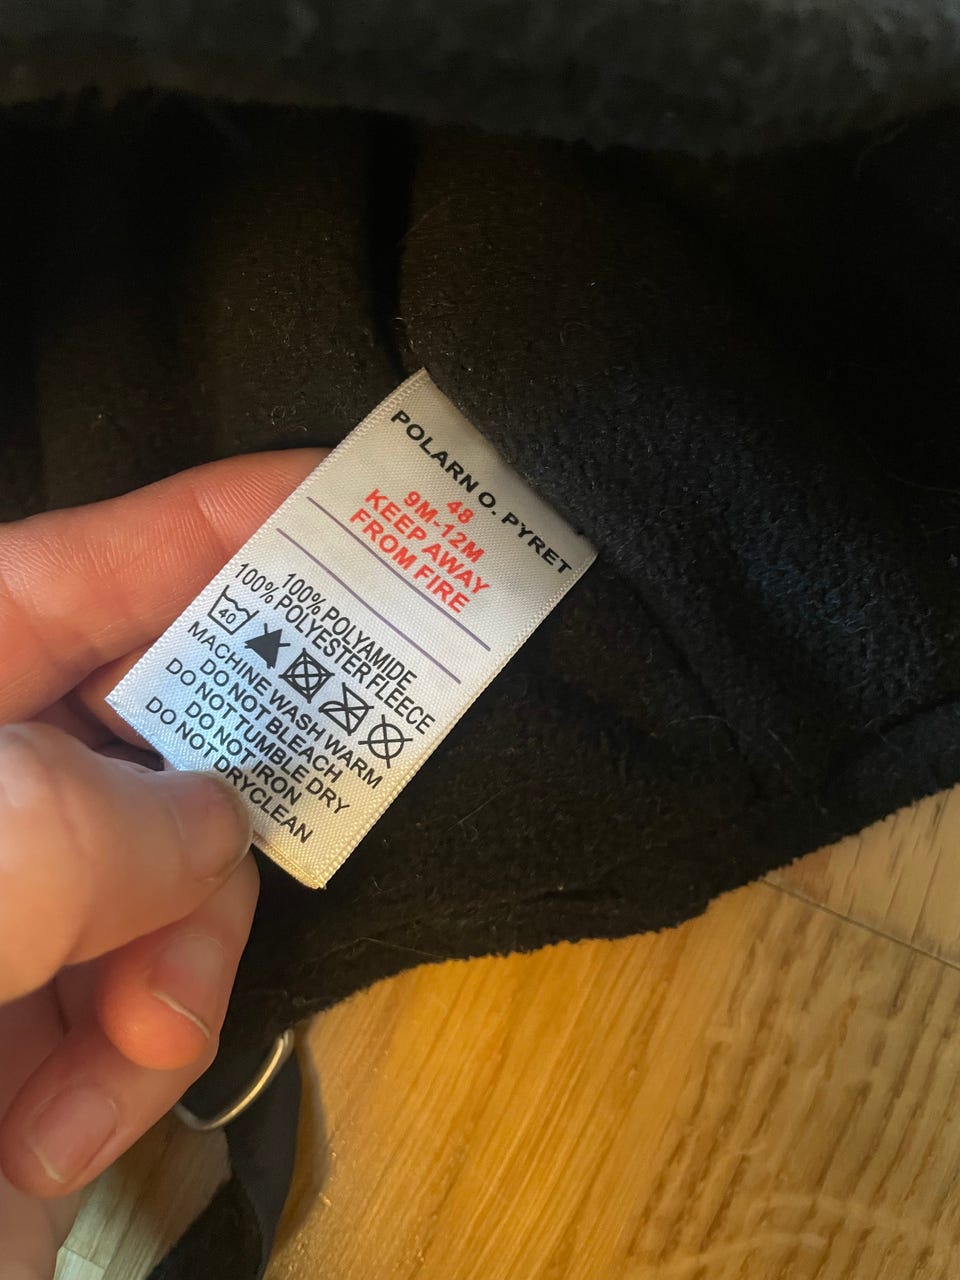 POLARN O. PYRET
48
9M-12M
KEEP AWAY
FROM FIRE
100% POLYAMIDE
100% POLYESTER FLEECE
40
MACHINE WASH WARM
DO NOT BLEACH
DO NOT TUMBLE DRY
DO NOT IRON
DO NOT DRYCLEAN